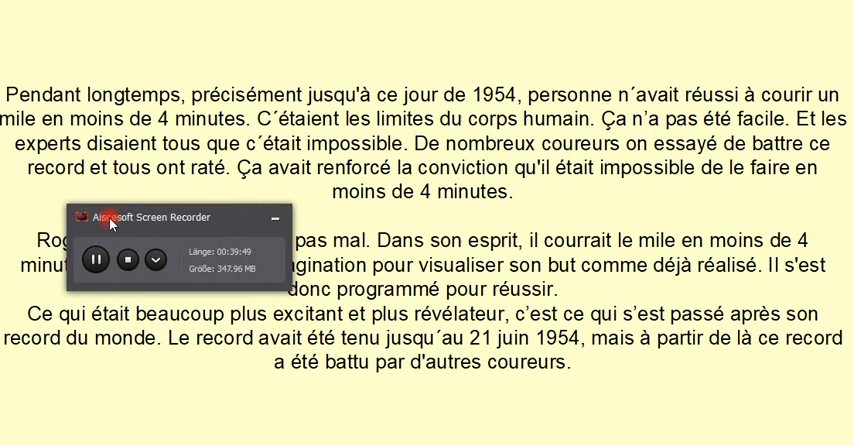 Pendant longtemps, précisément jusqu'à ce jour de 1954, personne n´avait réussi à courir un
mile en moins de 4 minutes. C´étaient les limites du corps humain. Ça n’a pas été facile. Et les
experts disaient tous que c´était impossible. De nombreux coureurs on essayé de battre ce
record et tous ont raté. Ça avait renforcé la conviction qu'il était impossible de le faire en
moins de 4 minutes.
Aiseesoft Screen Recorder
Länge: 00:39:49
Größe: 347.96 MB
pas mal. Dans son esprit, il courrait le mile en moins de 4
pour visualiser son but comme déjà réalisé. Il s'est
donc programmé pour réussir.
Ce qui était beaucoup plus excitant et plus révélateur, c’est ce qui s’est passé après son
record du monde. Le record avait été tenu jusqu´au 21 juin 1954, mais à partir de là ce record
a été battu par d'autres coureurs.